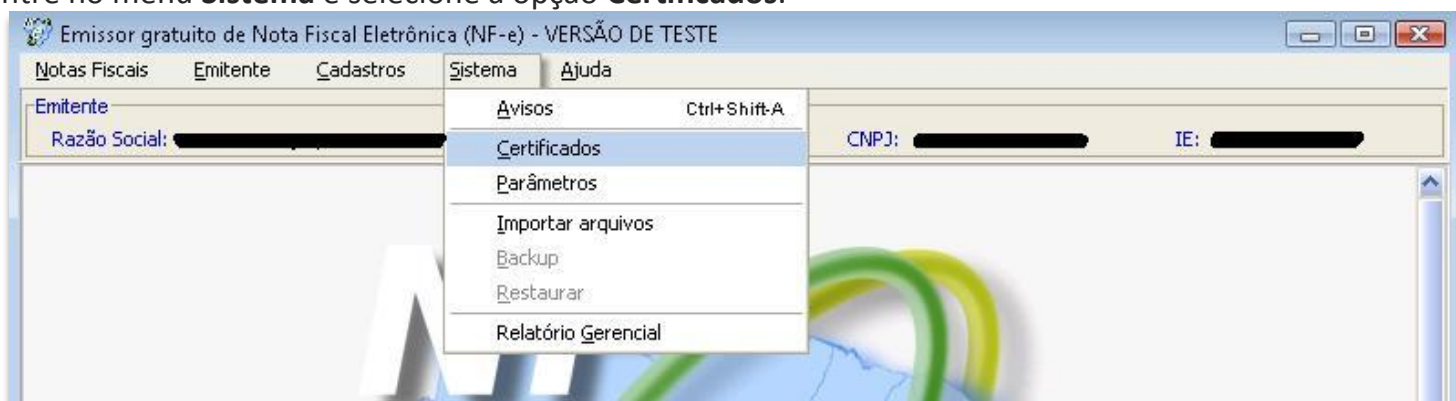 ntre no menu Sistema e selecione a opção Certificados.
Emissor gratuito de Nota Fiscal Eletrônica (NF-e) - VERSÃO DE TESTE
Notas Fiscais Emitente Cadastros Sistema Ajuda
Emitente
Razão Social: CNPJ: IE:
Avisos Ctrl+Shift-A
Certificados
Parâmetros
Importar arquivos
Backup
Restaurar
Relatório Gerencial